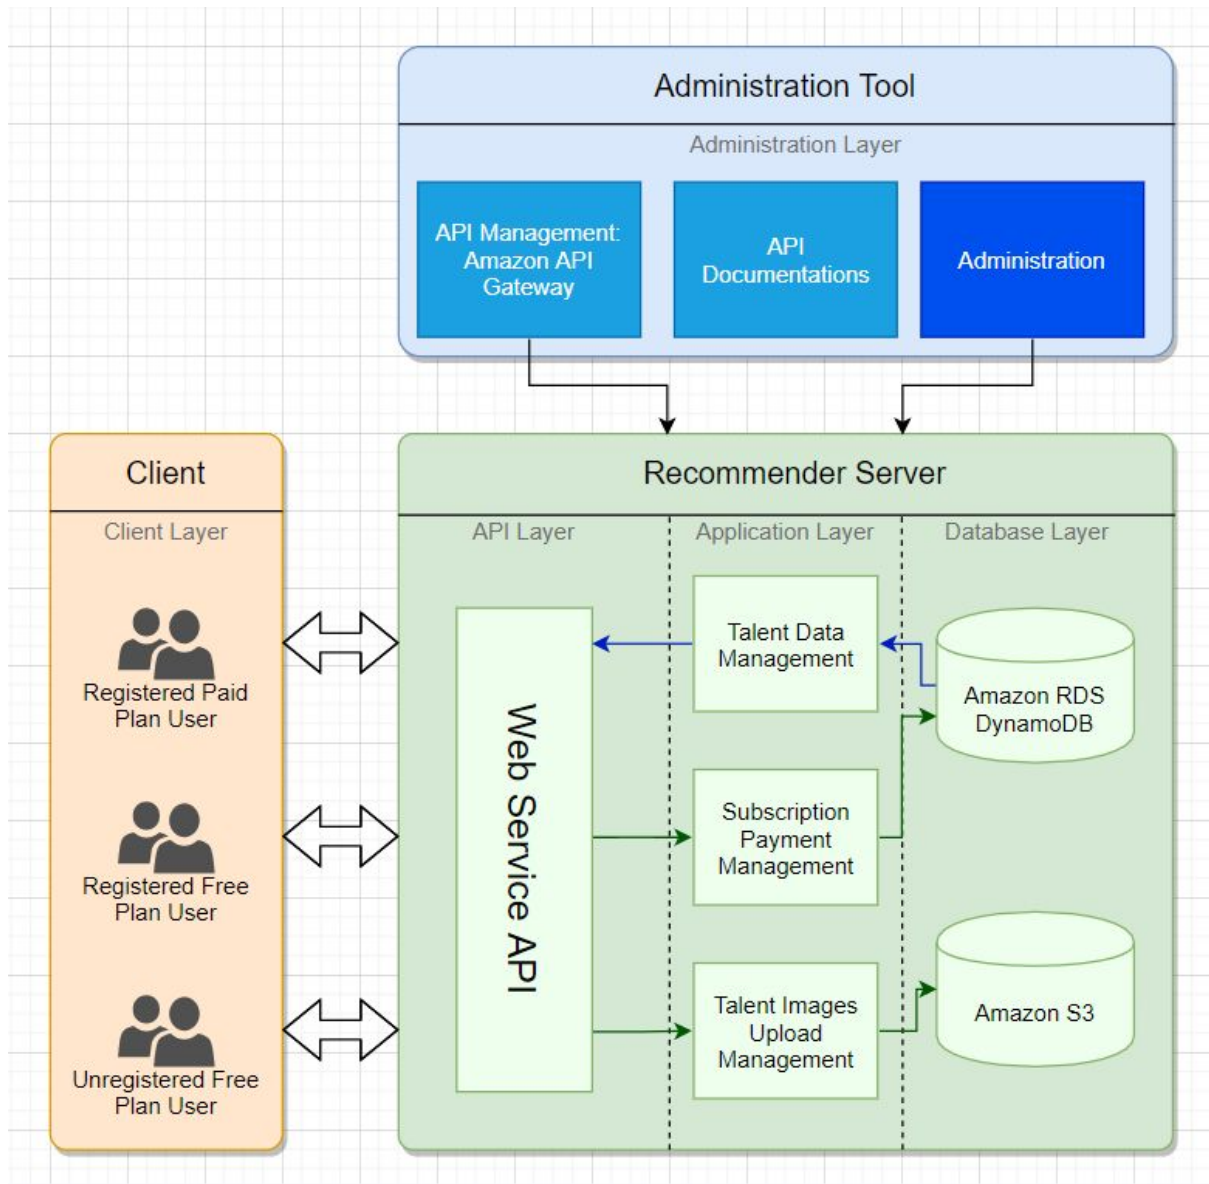 Administration Tool
Administration Layer
API Management:
Amazon API
Gateway
API
Documentations
Administration
Client
Client Layer
Registered Paid
Plan User
Registered Free
Plan User
Unregistered Free
Plan User
Recommender Server
API Layer
Application Layer
Database Layer
Web Service API
Talent Data
Management
Subscription
Payment
Management
Talent Images
Upload
Management
Amazon RDS
DynamoDB
Amazon S3